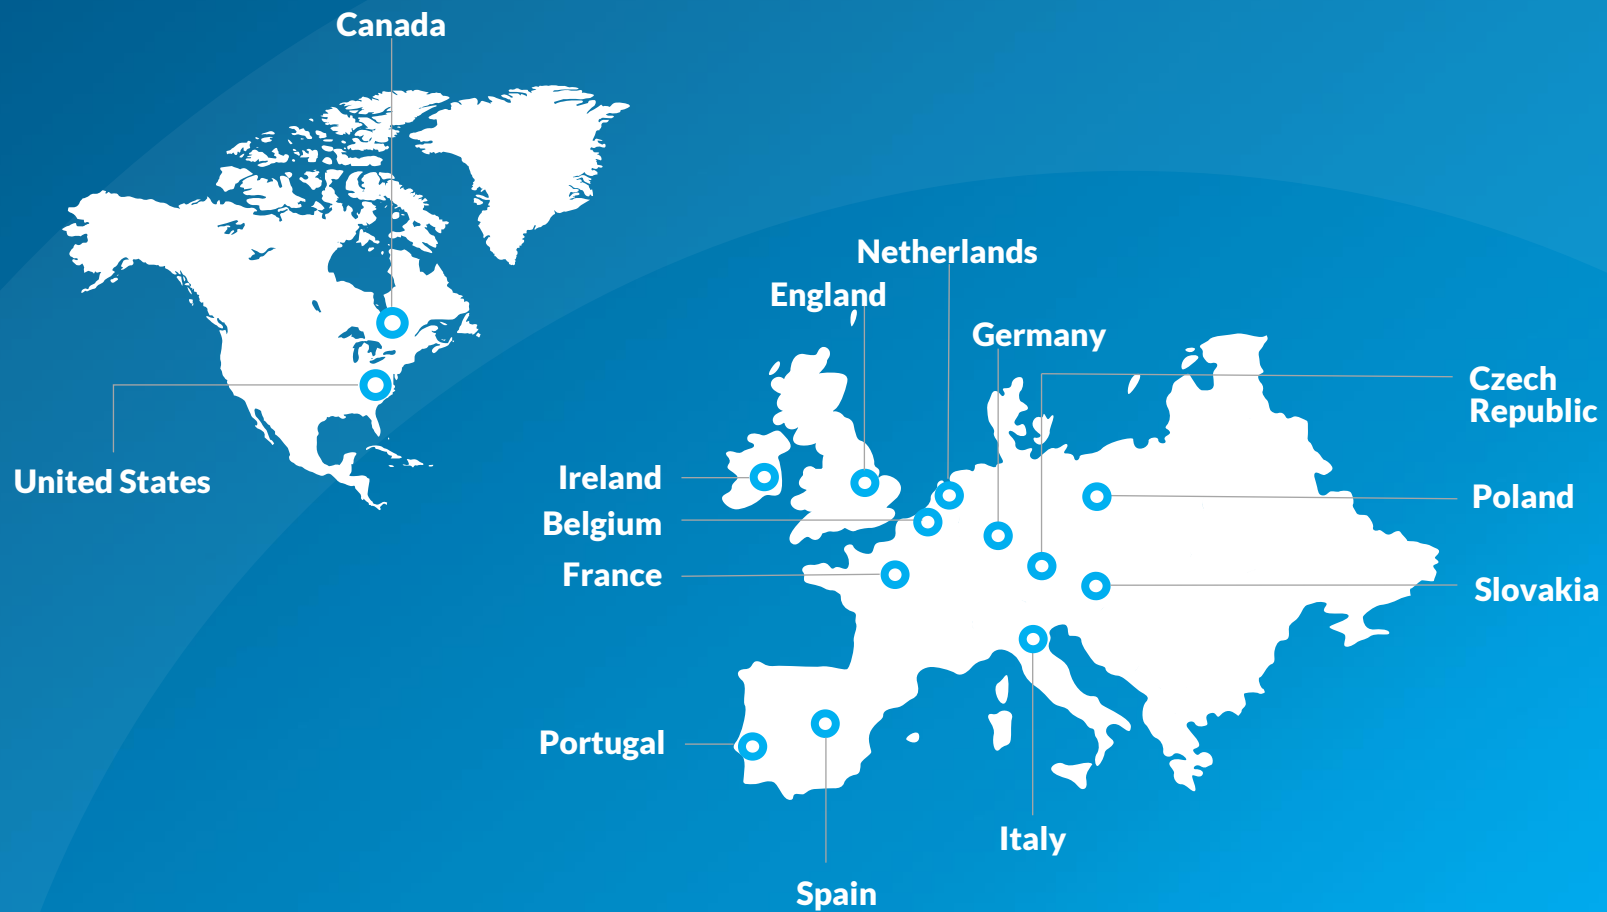 Canada
United States
Netherlands
England
Germany
Czech
Republic
Ireland
Belgium
France
Poland
Slovakia
Portugal
Italy
Spain